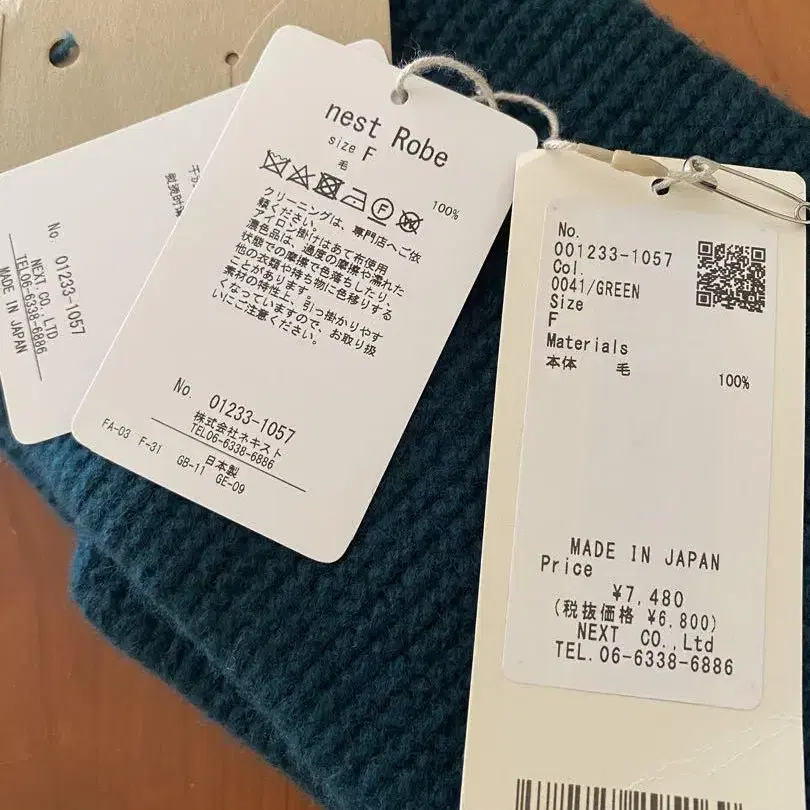 nest Robe
size F
毛 100%
クリーニングは、専門店へご依
頼ください。
アイロン掛けはあて布使用
濃色品は、過度の摩擦や濡れた
状態での摩擦で色落ちしたり、
他の衣類や持ち物に色移りする
ことがあります。
素材の特性上、引っ掛かりやす
くなっていますので、お取り扱
いにご注意ください。
No. 01233-1057
株式会社ネキスト
TEL06-6338-6886
日本製
FA-03 F-31 GB-11 GE-09
No. 01233-1057
NEXT.CO.,LTD
TEL06-6338-6886
MADE IN JAPAN
No.
001233-1057
Col.
0041/GREEN
Size
F
Materials
本体 毛 100%
MADE IN JAPAN
Price
¥7,480
(税抜価格 ¥6,800)
NEXT CO.,Ltd
TEL.06-6338-6886